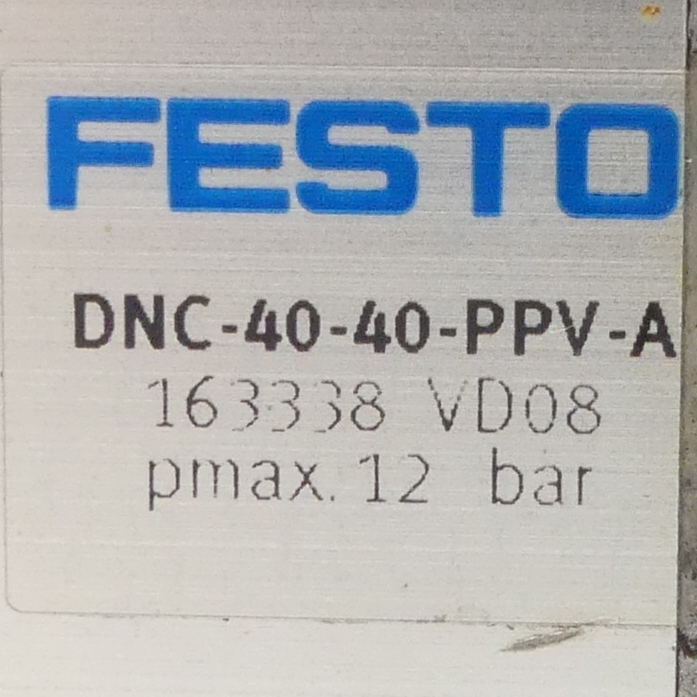 FESTO
DNC-40-40-PPV-A
163338 VD08
pmax. 12 bar